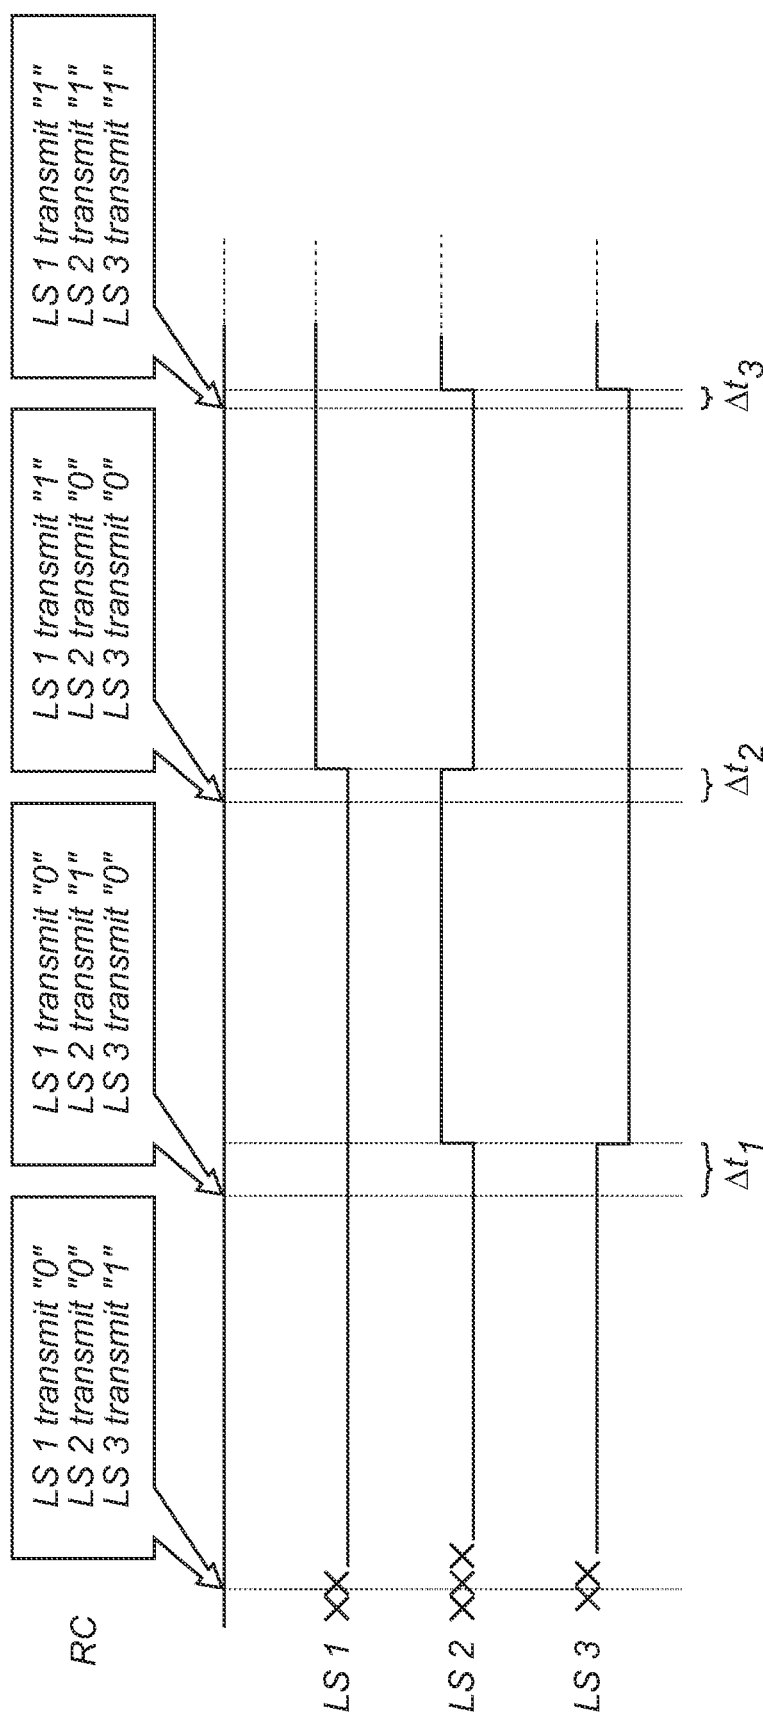 RC
LS 1 transmit "0"
LS 2 transmit "0"
LS 3 transmit "1"
LS 1 transmit "0"
LS 2 transmit "1"
LS 3 transmit "0"
LS 1 transmit "1"
LS 2 transmit "0"
LS 3 transmit "0"
LS 1 transmit "1"
LS 2 transmit "1"
LS 3 transmit "1"
LS 1
LS 2
LS 3
Δt1
Δt2
Δt3